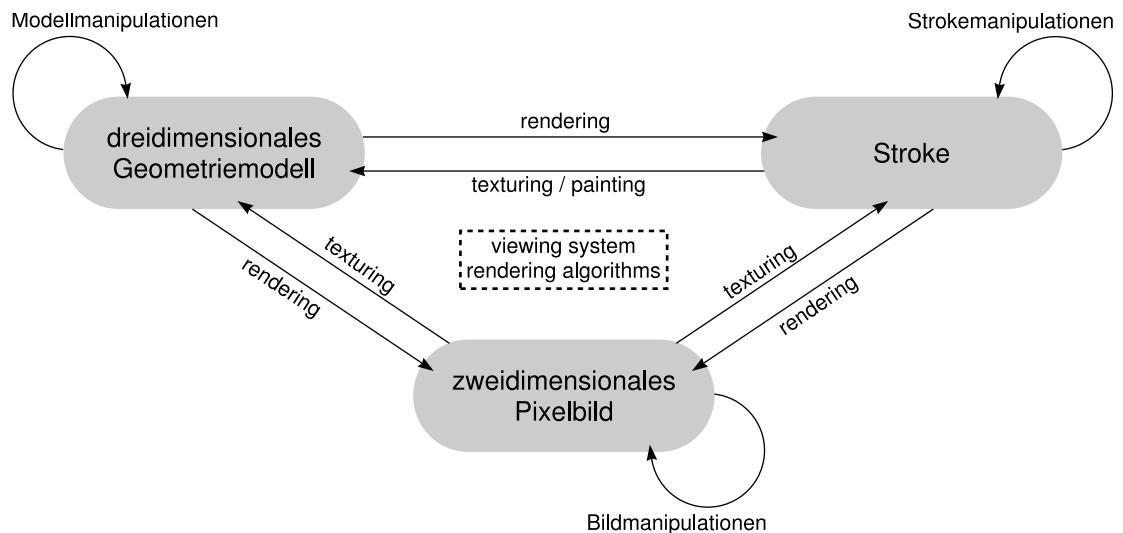 Modellmanipulationen
Strokemanipulationen
dreidimensionales
Geometriemodell
rendering
Stroke
texturing / painting
viewing system
rendering algorithms
texturing
rendering
texturing
rendering
zweidimensionales
Pixelbild
Bildmanipulationen